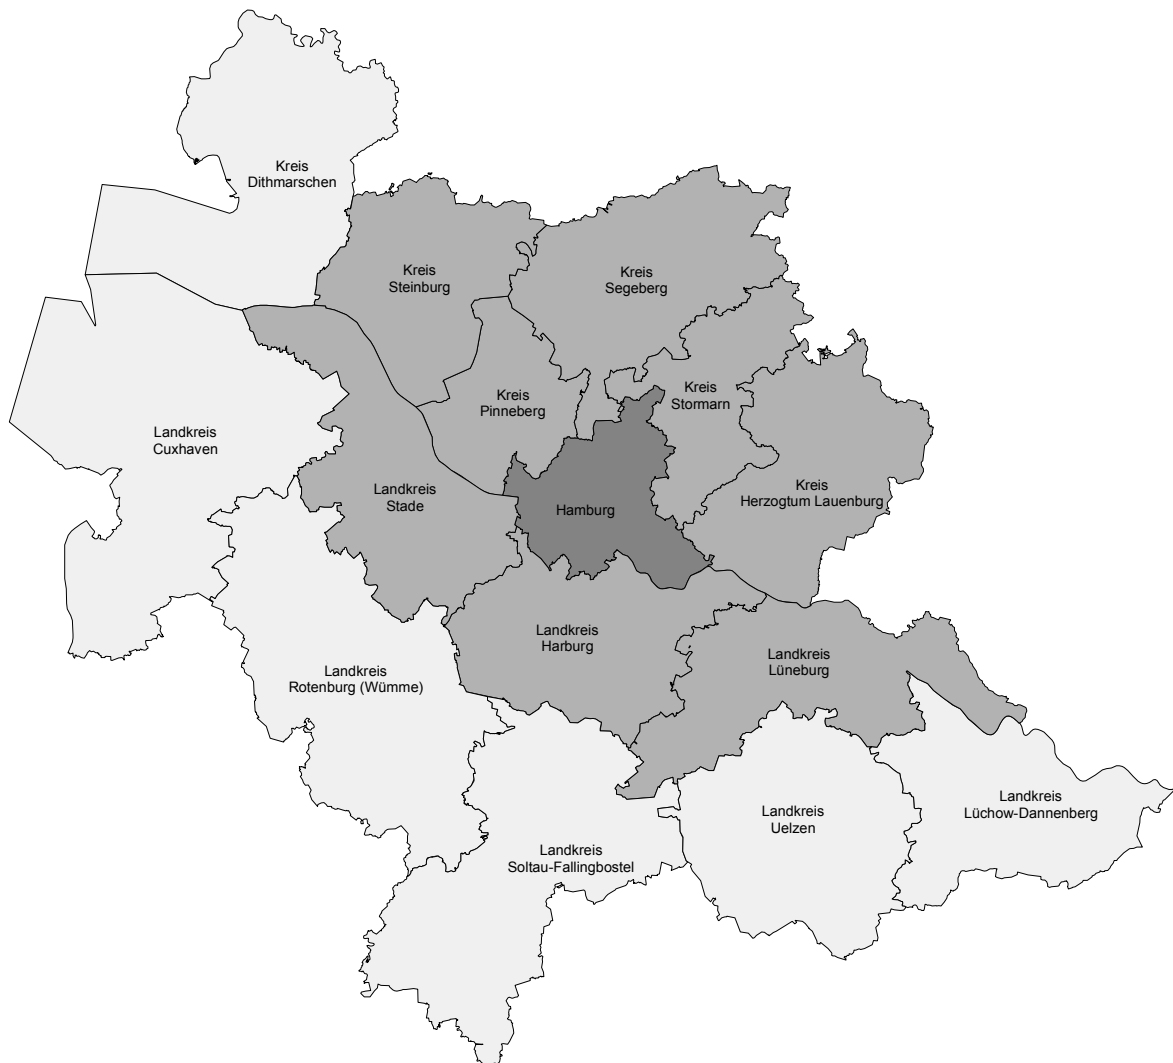 Kreis
Dithmarschen
Kreis
Steinburg
Kreis
Segeberg
Kreis
Pinneberg
Kreis
Stormarn
Landkreis
Cuxhaven
Landkreis
Stade
Hamburg
Kreis
Herzogtum Lauenburg
Landkreis
Harburg
Landkreis
Lüneburg
Landkreis
Rotenburg (Wümme)
Landkreis
Uelzen
Landkreis
Lüchow-Dannenberg
Landkreis
Soltau-Fallingbostel